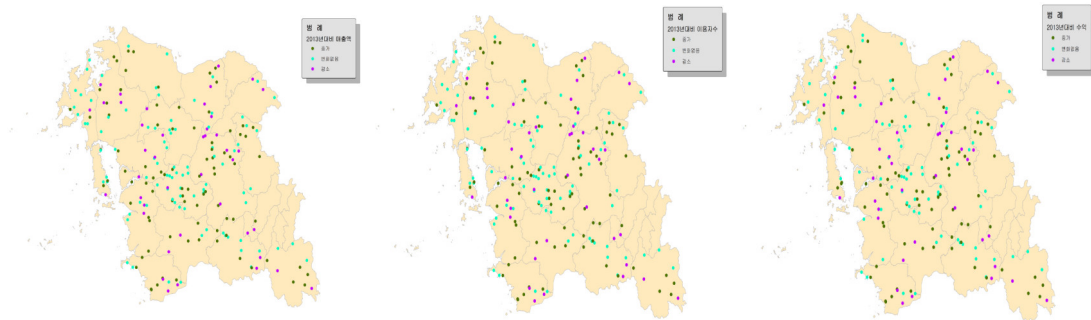 범 례
2013년대비 매출액
증가
변화없음
감소
범 례
2013년대비 이용자수
증가
변화없음
감소
범 례
2013년대비 수익
증가
변화없음
감소